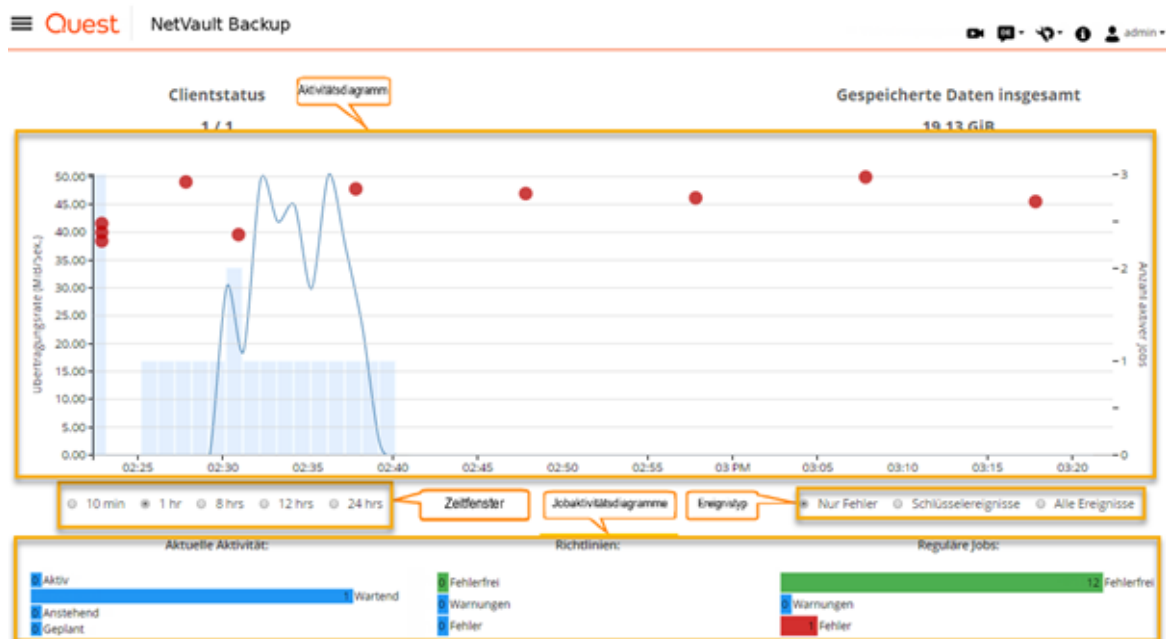 Quest NetVault Backup
admin
Clientstatus
Aktivitätsdiagramm
Gespeicherte Daten insgesamt
1 / 1
19.13 GiB
50.00
45.00
40.00
35.00
30.00
25.00
20.00
15.00
10.00
5.00
0.00
Übertragungsrate (MiB/Sek.)
3
2
1
0
Anzahl aktiver Jobs
02:25 02:30 02:35 02:40 02:45 02:50 02:55 03 PM 03:05 03:10 03:15 03:20
10 min 1 hr 8 hrs 12 hrs 24 hrs
Zeitfenster
Jobaktivitätsdiagramme
Ereignistyp
Nur Fehler Schlüsselereignisse Alle Ereignisse
Aktuelle Aktivität:
0 Aktiv
1 Wartend
0 Anstehend
0 Geplant
Richtlinien:
0 Fehlerfrei
0 Warnungen
0 Fehler
Reguläre Jobs:
12 Fehlerfrei
0 Warnungen
1 Fehler